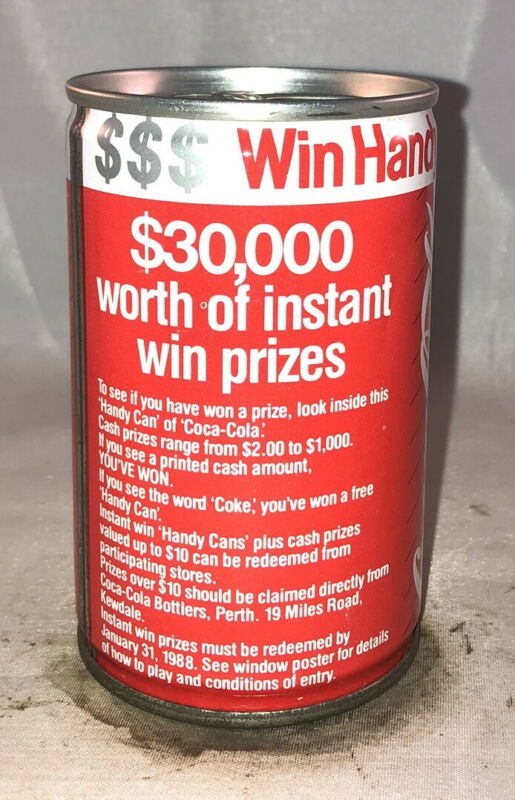 $$$ Win Hand
$30,000
worth of instant
win prizes
To see if you have won a prize, look inside this
'Handy Can' of 'Coca-Cola'.
Cash prizes range from $2.00 to $1,000.
If you see a printed cash amount,
YOU'VE WON.
If you see the word 'Coke', you've won a free
'Handy Can'.
Instant win 'Handy Cans' plus cash prizes
valued up to $10 can be redeemed from
participating stores.
Prizes over $10 should be claimed directly from
Coca-Cola Bottlers, Perth. 19 Miles Road,
Kewdale.
Instant win prizes must be redeemed by
January 31, 1988. See window poster for details
of how to play and conditions of entry.